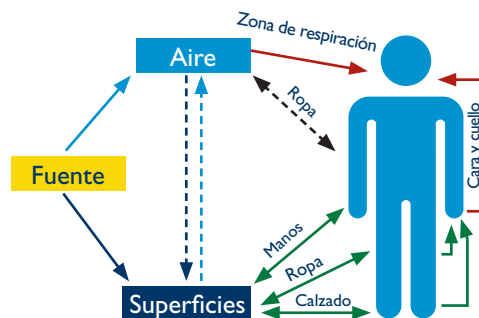 Zona de respiración
Aire
Ropa
Cara y cuello
Fuente
Manos
Ropa
Superficies
Calzado